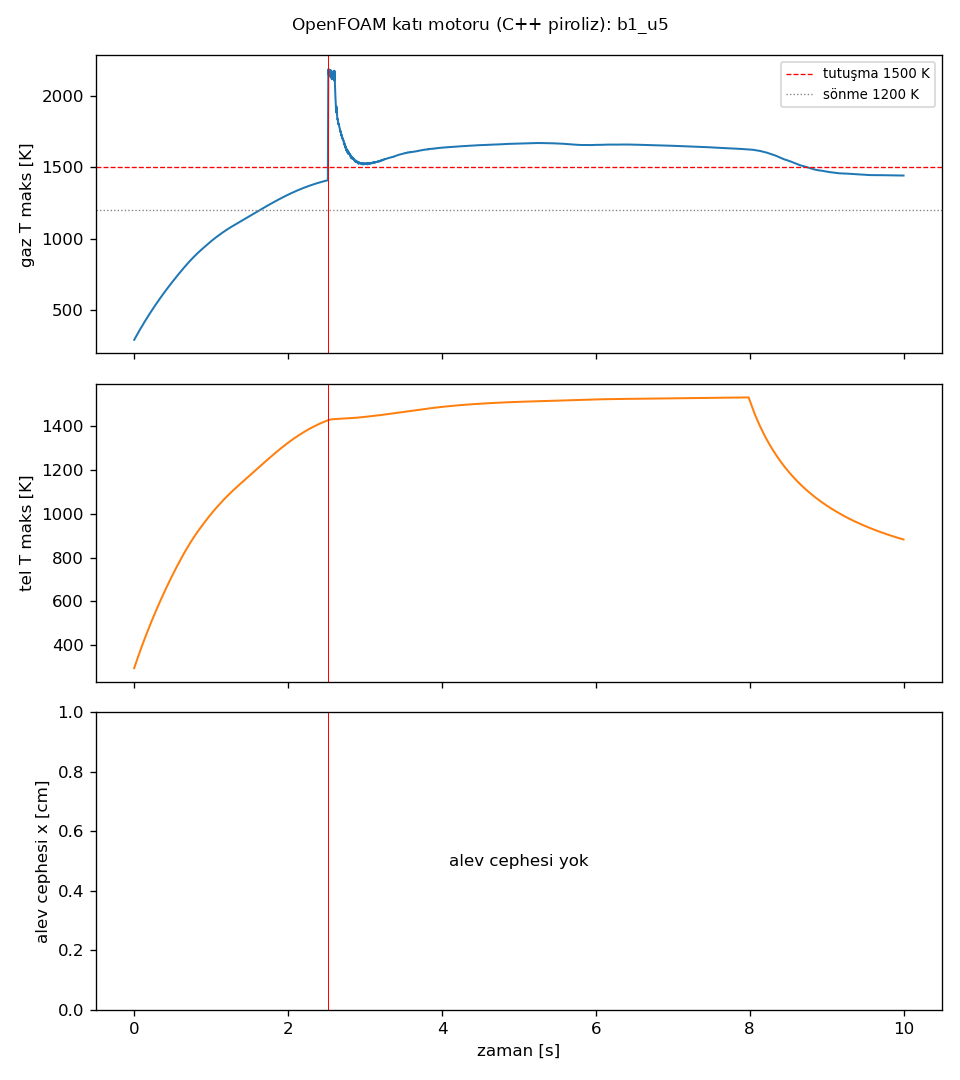 OpenFOAM katı motoru (C++ piroliz): b1_u5
gaz T maks [K]
2000
1500
1000
500
tutuşma 1500 K
sönme 1200 K
tel T maks [K]
1400
1200
1000
800
600
400
alev cephesi x [cm]
1.0
0.8
0.6
0.4
0.2
0.0
alev cephesi yok
0 2 4 6 8 10
zaman [s]